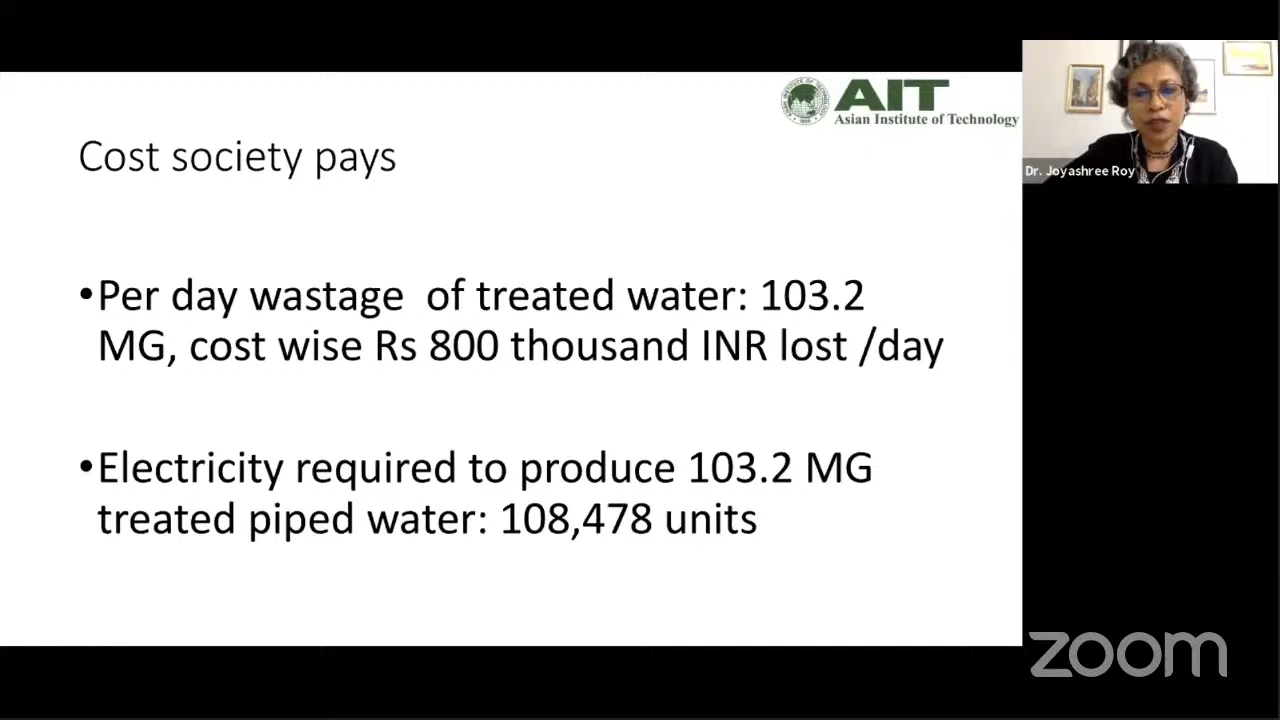 AIT
Asian Institute of Technology
Dr. Joyashree Roy
Cost society pays
•Per day wastage  of treated water: 103.2
MG, cost wise Rs 800 thousand INR lost /day
•Electricity required to produce 103.2 MG
treated piped water: 108,478 units
zoom